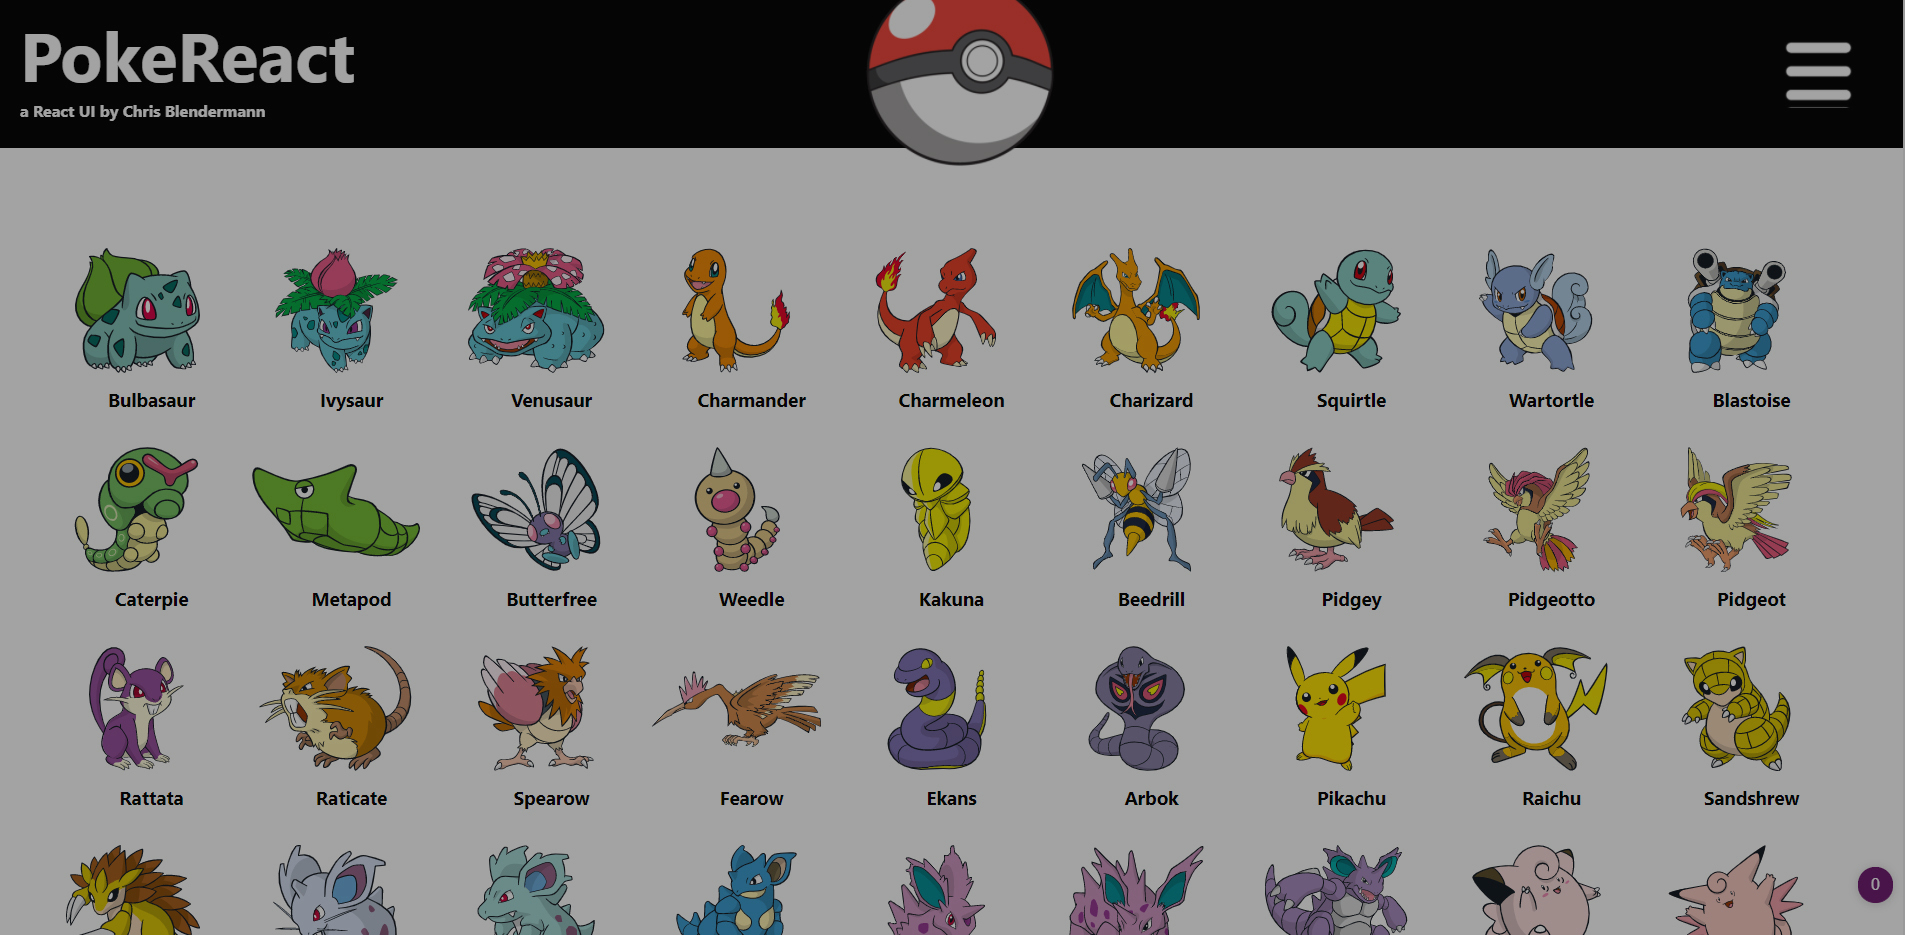 PokeReact
a React UI by Chris Blendermann
Bulbasaur
Ivysaur
Venusaur
Charmander
Charmeleon
Charizard
Squirtle
Wartortle
Blastoise
Caterpie
Metapod
Butterfree
Weedle
Kakuna
Beedrill
Pidgey
Pidgeotto
Pidgeot
Rattata
Raticate
Spearow
Fearow
Ekans
Arbok
Pikachu
Raichu
Sandshrew
0